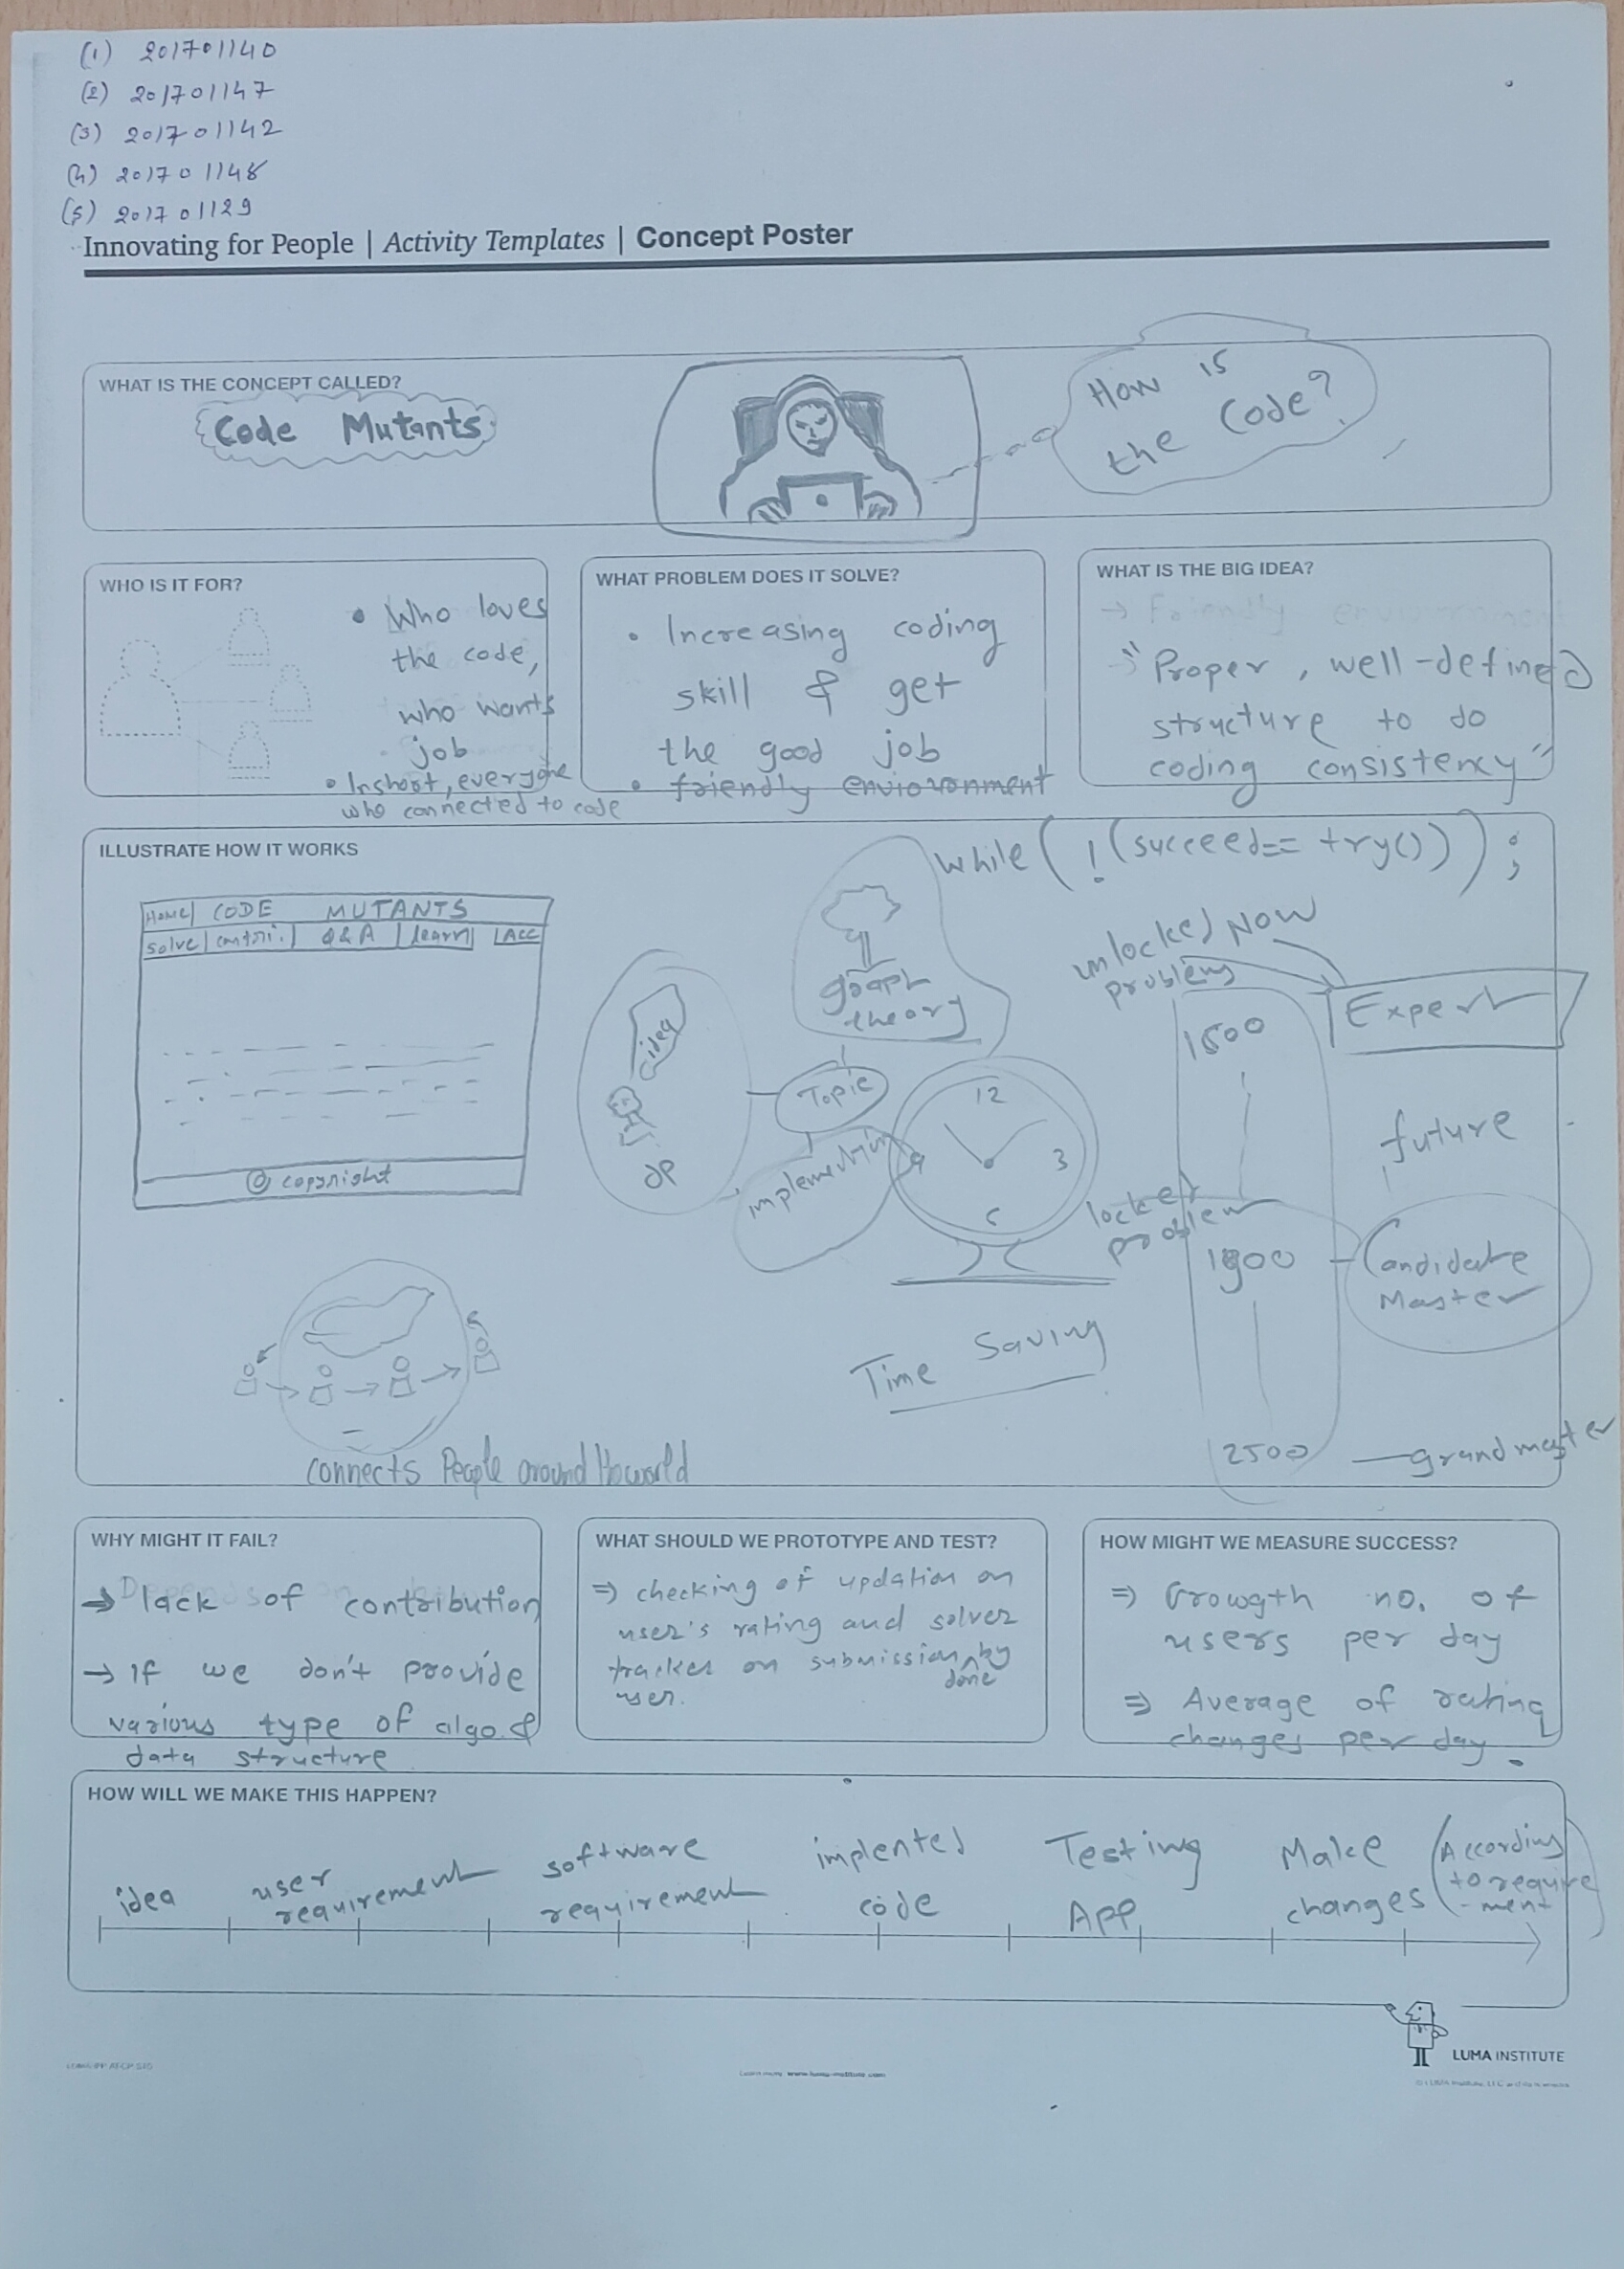 (1) 201701140
(2) 201701147
(3) 201701142
(4) 201701148
(5) 201701129
Innovating for People | Activity Templates | Concept Poster
WHAT IS THE CONCEPT CALLED?
Code Mutants
How is
the Code?
WHO IS IT FOR?
• Who loves
the code,
who wants
job
• Inshort, everyone
who connected to code
WHAT PROBLEM DOES IT SOLVE?
• Increasing coding
skill & get
the good job
• friendly enviovonment
WHAT IS THE BIG IDEA?
→ Friendly
"Proper, well-defined
structure to do
coding consistency"
ILLUSTRATE HOW IT WORKS
while(!(succeed== try()));
HOME| CODE MUTANTS
solve| contri.| Q&A | learn| |ACC
© copyright
idea
DP
graph
theory
Topic
12
3
6
9
Time Saving
unlocked NOW
problems
1600
Expert
future
locked
problem
1900
Candidate
Master
2500 — grandmaster
connects People around the world
WHY MIGHT IT FAIL?
→ lack of contribution
→ If we don't provide
various type of algo. &
data structure
WHAT SHOULD WE PROTOTYPE AND TEST?
⇒ checking of updation on
user's rating and solver
tracker on submission done by
user.
HOW MIGHT WE MEASURE SUCCESS?
⇒ Growgth no. of
users per day
⇒ Average of rating
changes per day.
HOW WILL WE MAKE THIS HAPPEN?
idea
user
requirement
software
requirement
implented
code
Testing
App
Make
changes
(According
to require
-ment)
LUMA INSTITUTE